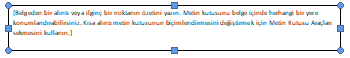 [Belgeden bir alıntı veya ilginç bir noktanın özetini yazın. Metin kutusunu belge içinde herhangi bir yere
konumlandırabilirsiniz. Kısa alıntı metin kutusunun biçimlendirmesini değiştirmek için Metin Kutusu Araçları
sekmesini kullanın.]